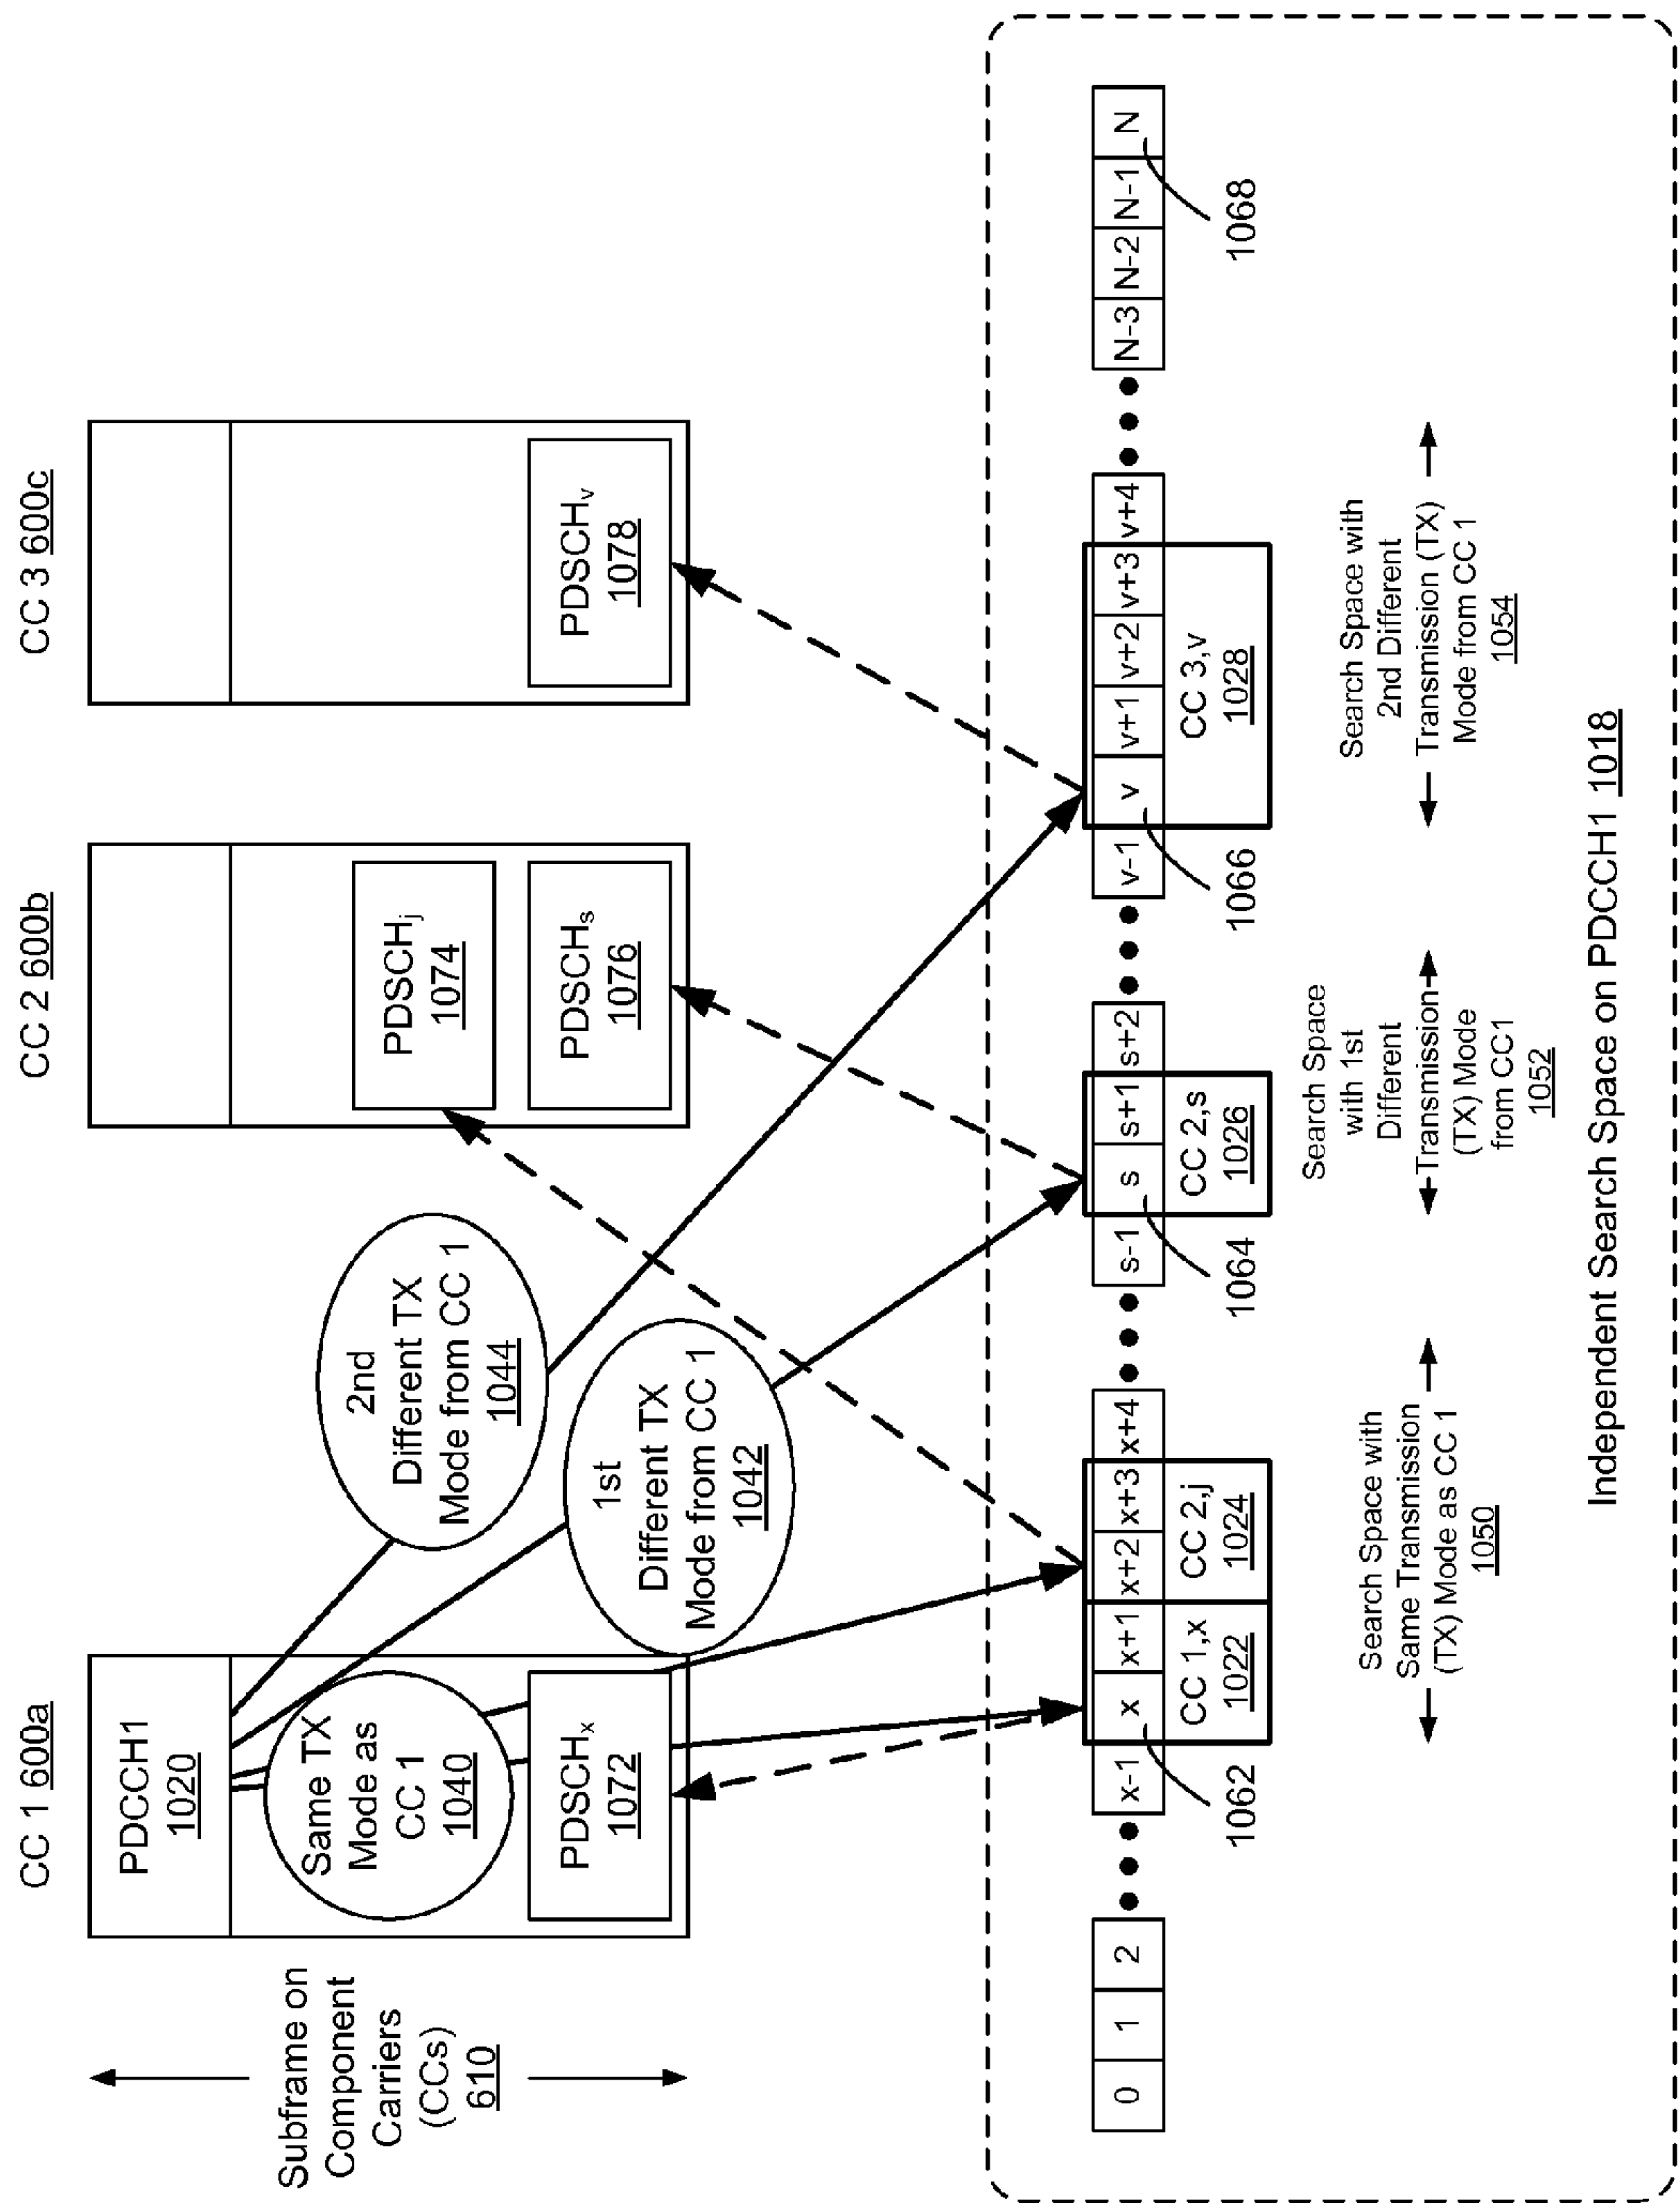 CC 1 600a
CC 2 600b
CC 3 600c
Subframe on
Component
Carriers
(CCs)
610
PDCCH1
1020
Same TX
Mode as
CC 1
1040
PDSCHx
1072
2nd
Different TX
Mode from CC 1
1044
1st
Different TX
Mode from CC 1
1042
PDSCHj
1074
PDSCHs
1076
PDSCHv
1078
0 1 2 x-1 x x+1 x+2 x+3 x+4 s-1 s s+1 s+2 v-1 v v+1 v+2 v+3 v+4 N-3 N-2 N-1 N
CC 1,x
1022
CC 2,j
1024
CC 2,s
1026
CC 3,v
1028
1062
1064
1066
1068
Search Space with
Same Transmission
(TX) Mode as CC 1
1050
Search Space
with 1st
Different
Transmission
(TX) Mode
from CC1
1052
Search Space with
2nd Different
Transmission (TX)
Mode from CC 1
1054
Independent Search Space on PDCCH1 1018